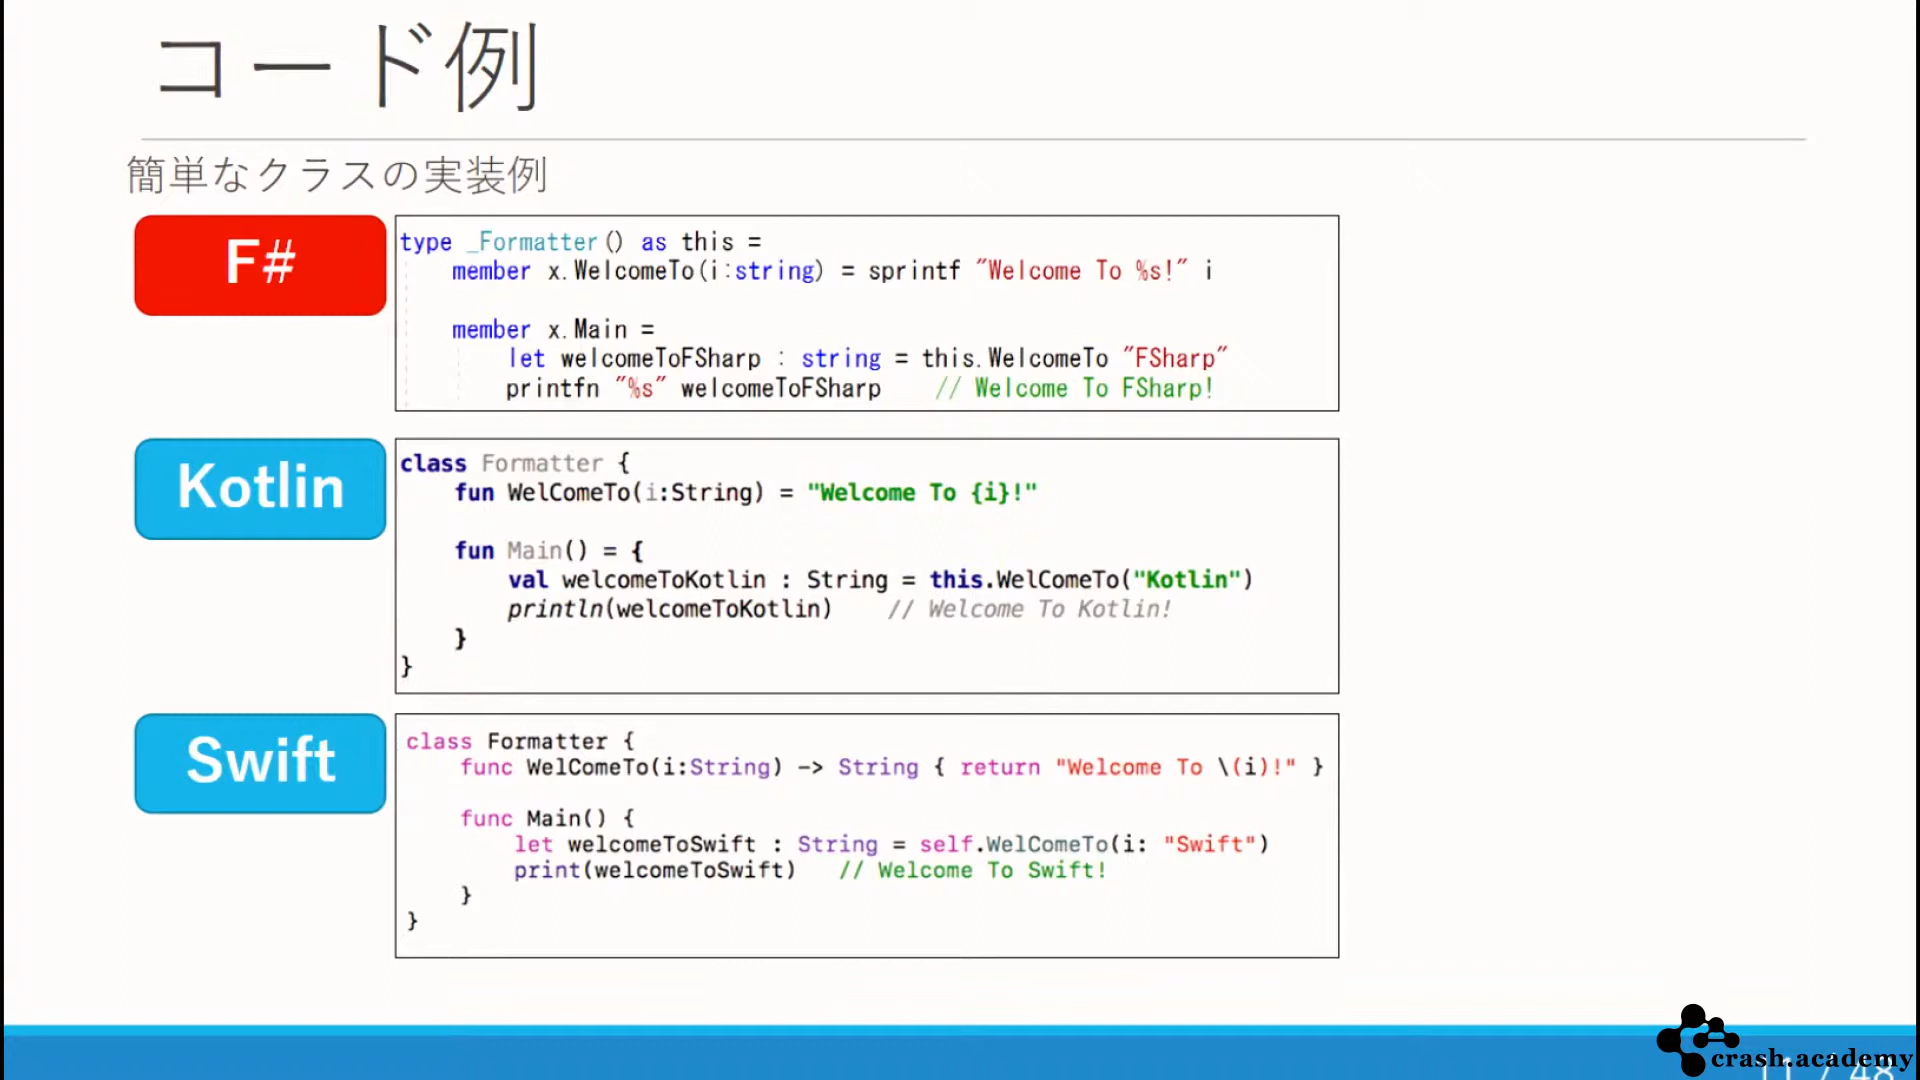 コード例
簡単なクラスの実装例
F#
type _Formatter() as this =
    member x.WelcomeTo(i:string) = sprintf "Welcome To %s!" i
    member x.Main =
        let welcomeToFSharp : string = this.WelcomeTo "FSharp"
        printfn "%s" welcomeToFSharp    // Welcome To FSharp!
Kotlin
class Formatter {
    fun WelComeTo(i:String) = "Welcome To {i}!"
    fun Main() = {
        val welcomeToKotlin : String = this.WelComeTo("Kotlin")
        println(welcomeToKotlin)    // Welcome To Kotlin!
    }
}
Swift
class Formatter {
    func WelComeTo(i:String) -> String { return "Welcome To \(i)!" }
    func Main() {
        let welcomeToSwift : String = self.WelComeTo(i: "Swift")
        print(welcomeToSwift)   // Welcome To Swift!
    }
}
crash.academy
11 / 48